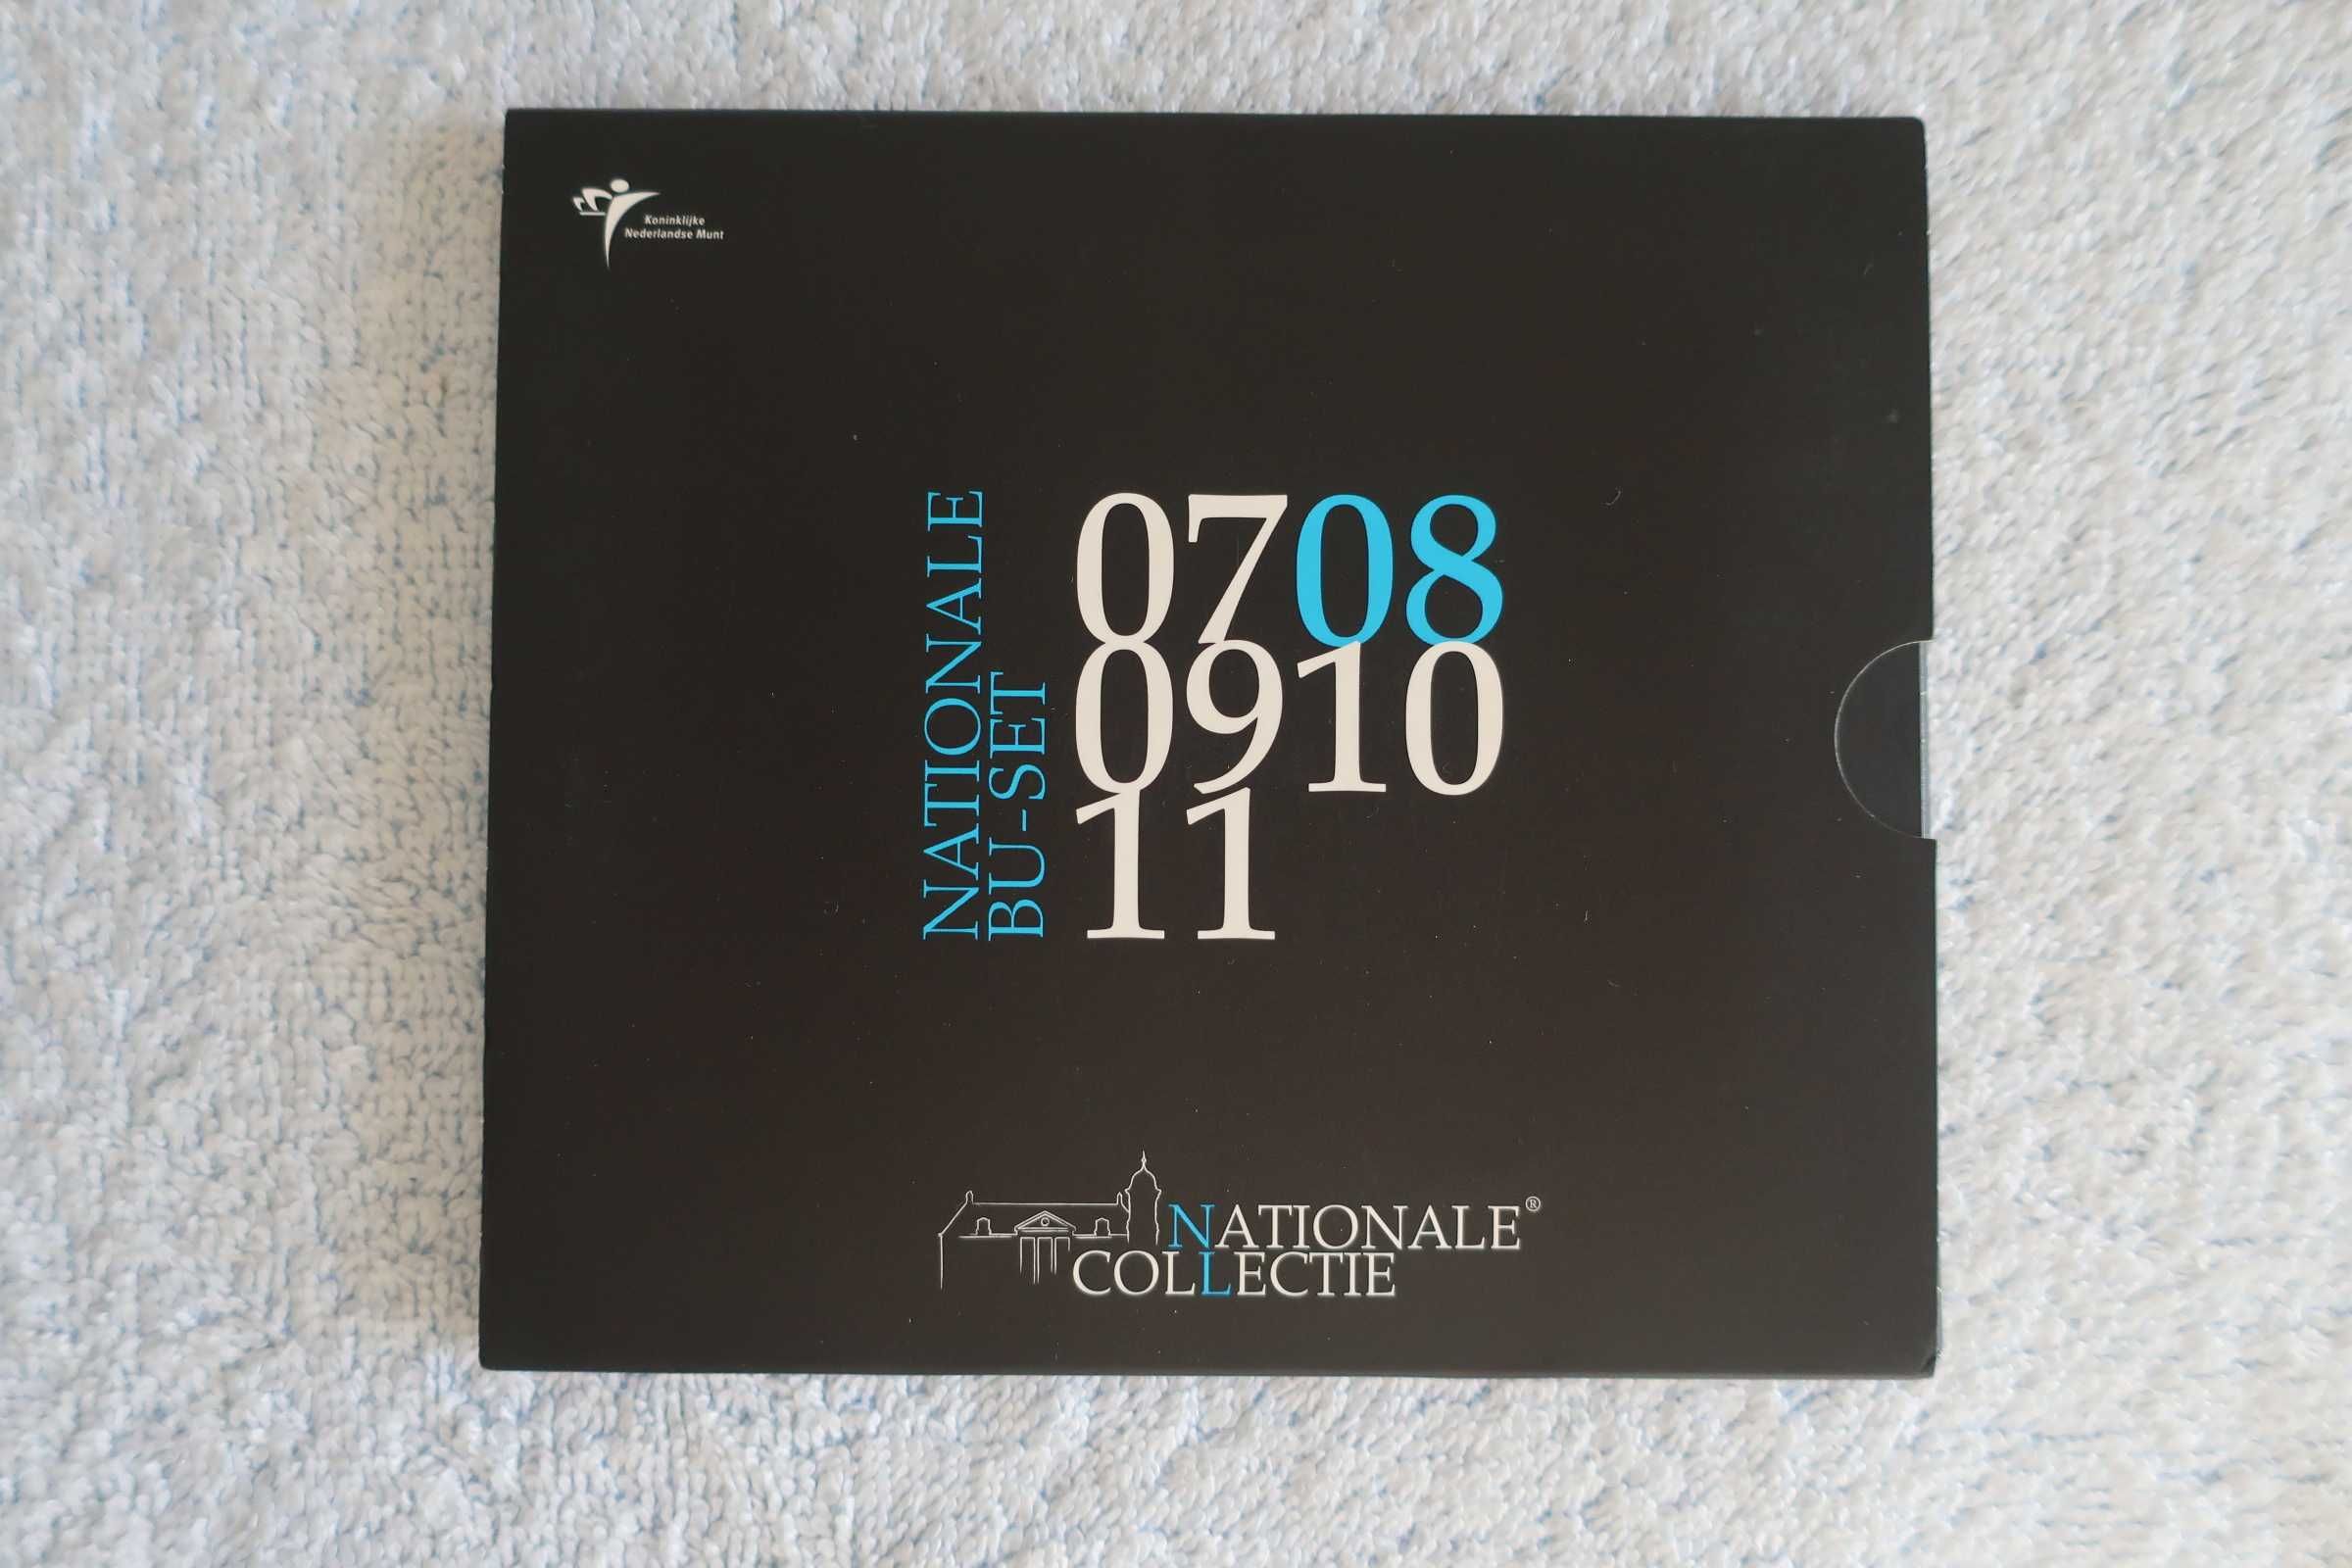 Koninklijke
Nederlandse Munt
NATIONALE
BU-SET
0708
0910
11
NATIONALE®
COLLECTIE